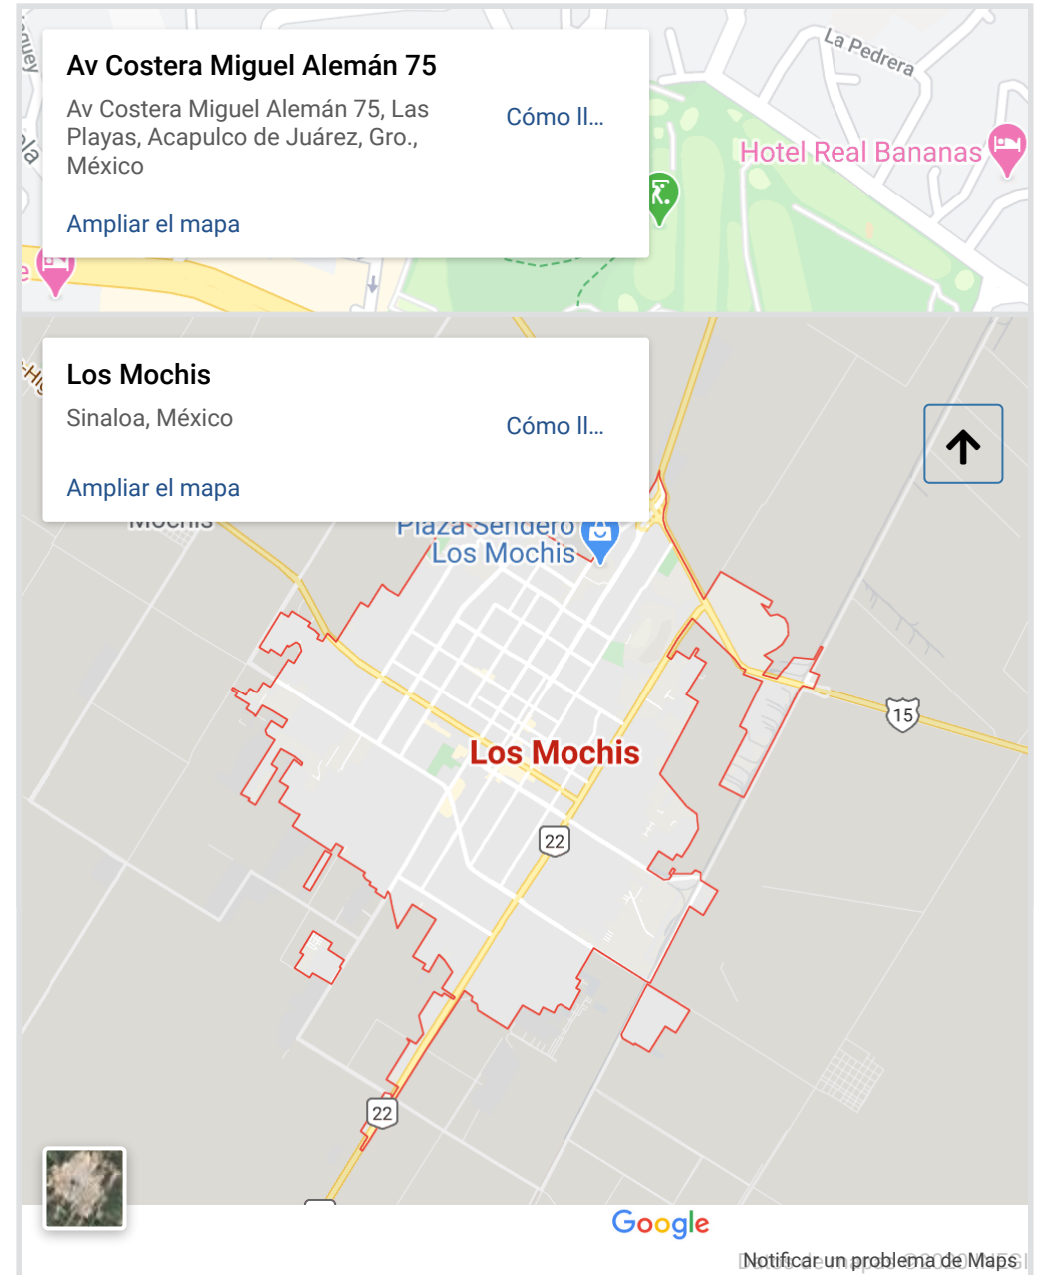 Av Costera Miguel Alemán 75
Av Costera Miguel Alemán 75, Las
Playas, Acapulco de Juárez, Gro.,
México
Cómo ll...
Ampliar el mapa
La Pedrera
Hotel Real Bananas
Los Mochis
Sinaloa, México
Cómo ll...
Ampliar el mapa
Mochis
Plaza Sendero
Los Mochis
15
Los Mochis
22
22
Google
Notificar un problema de Maps